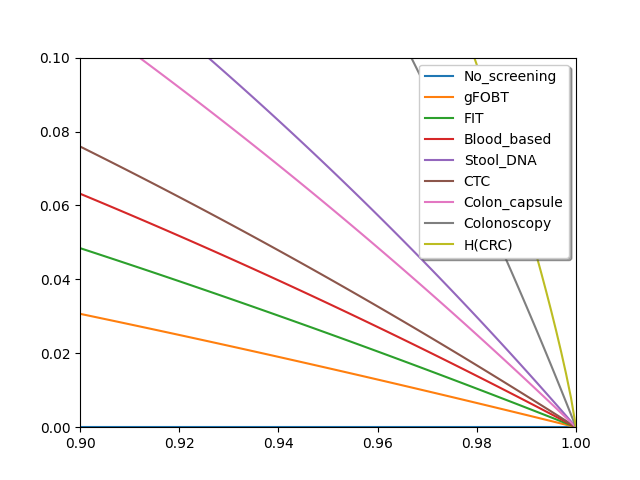 0.10
0.08
0.06
0.04
0.02
0.00
0.90
0.92
0.94
0.96
0.98
1.00
No_screening
gFOBT
FIT
Blood_based
Stool_DNA
CTC
Colon_capsule
Colonoscopy
H(CRC)